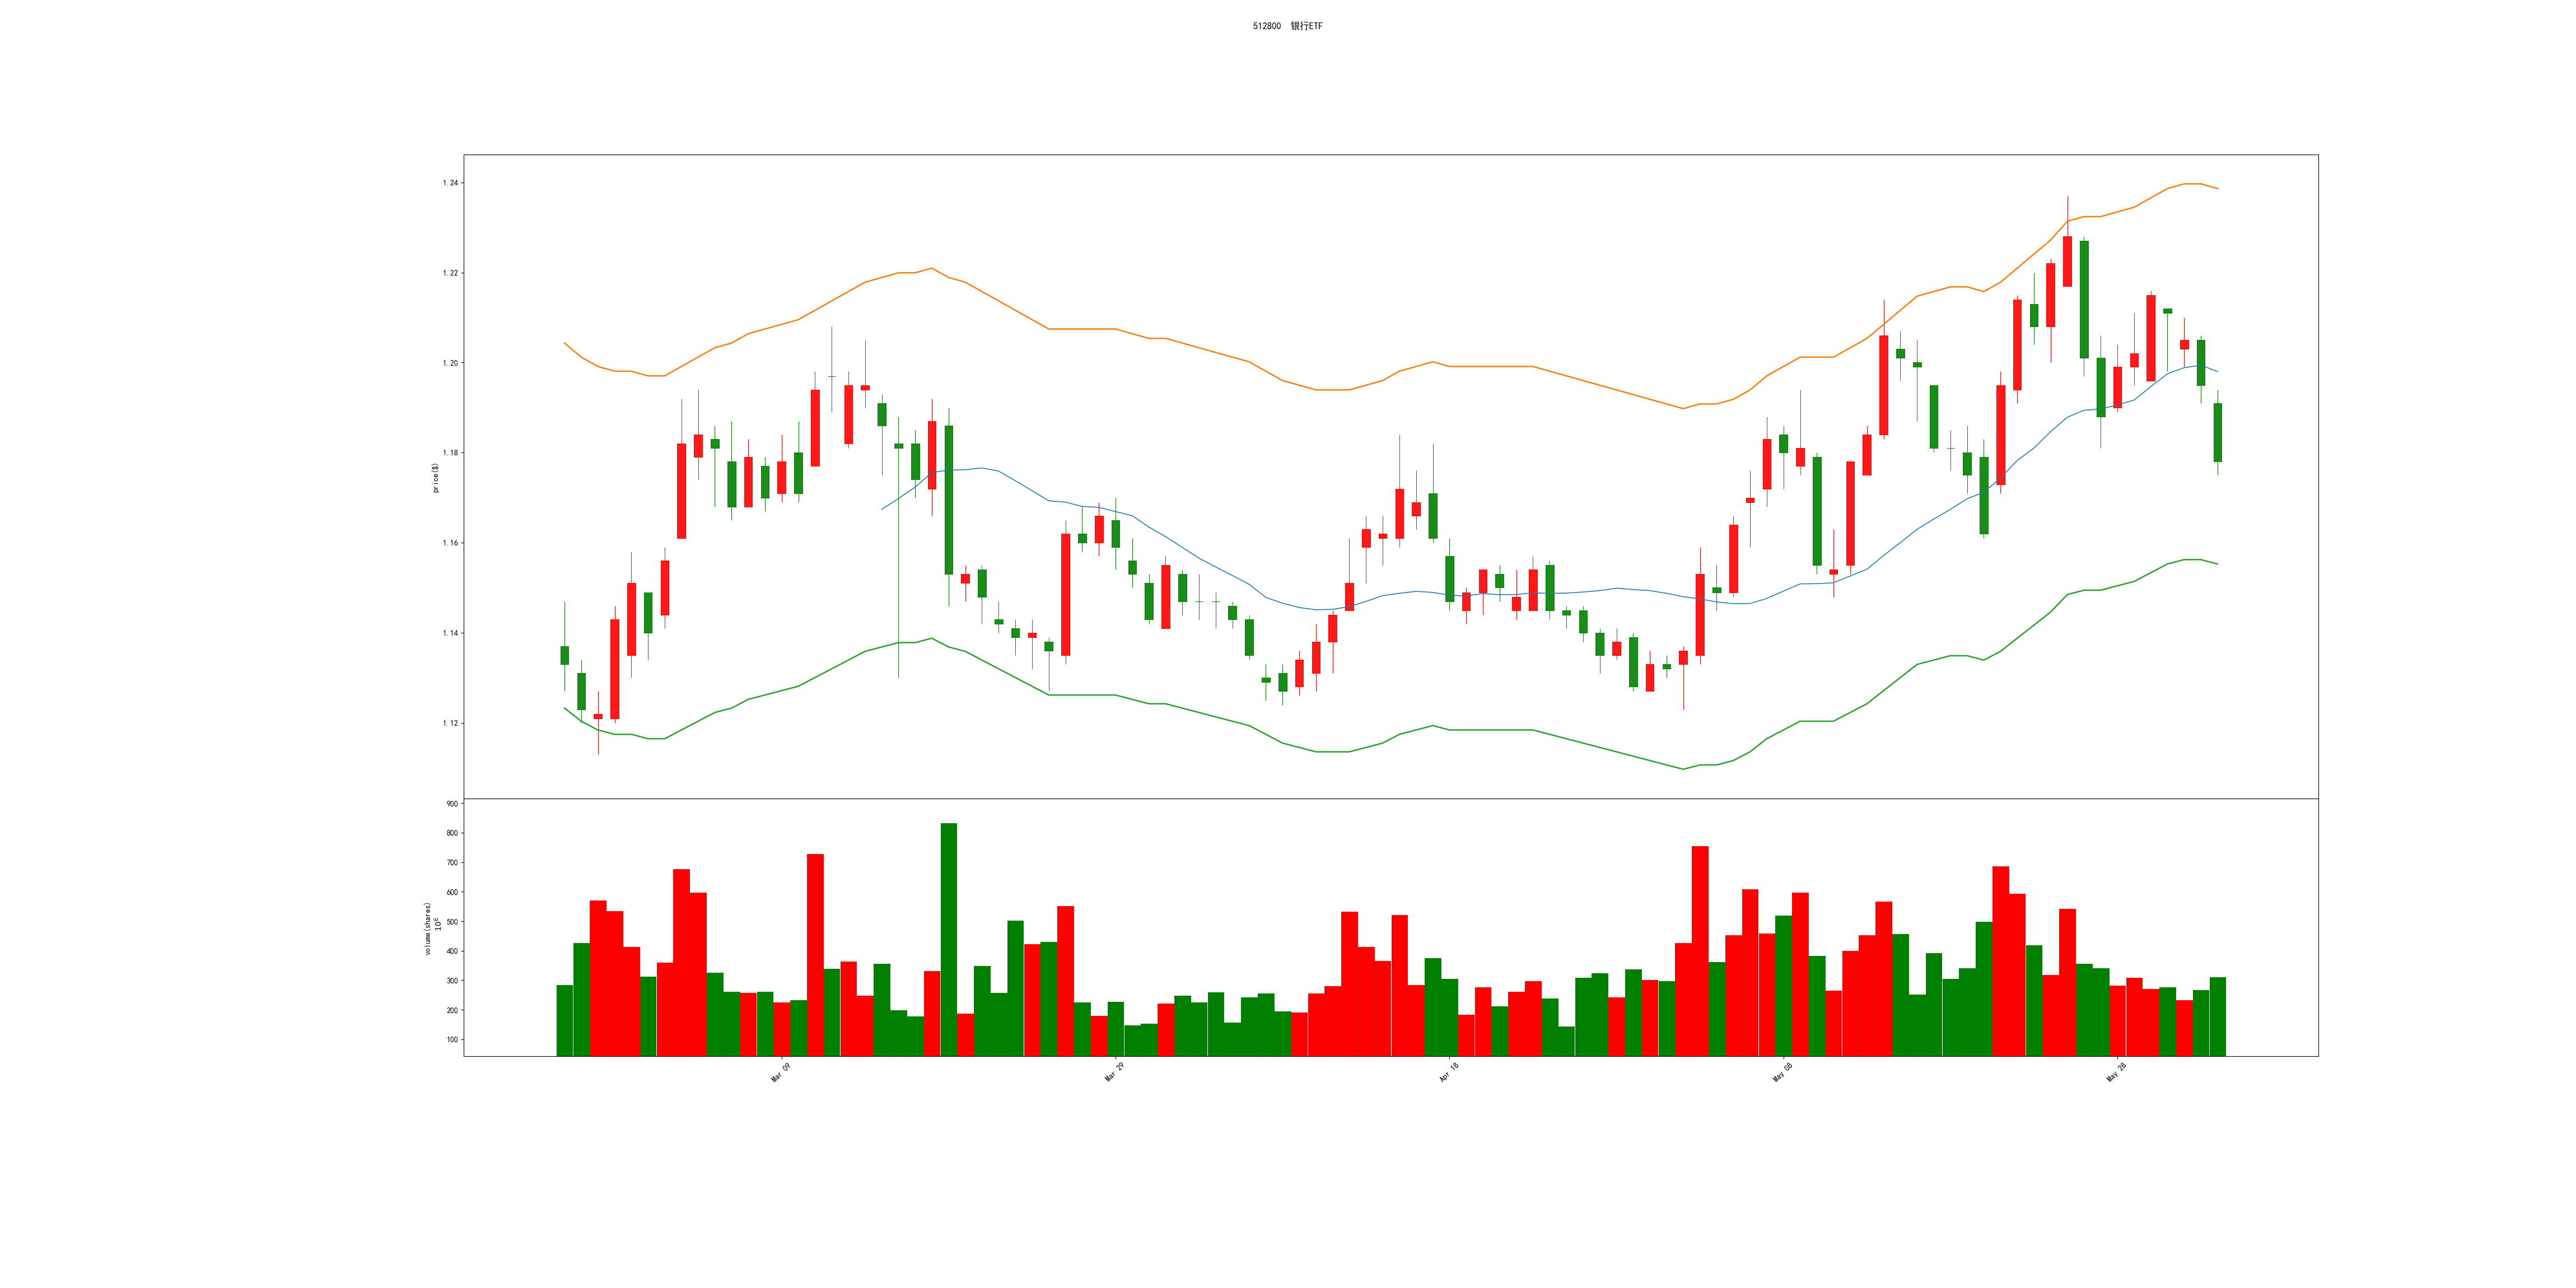 512800 银行ETF
1.24
1.22
1.20
1.18
1.16
1.14
1.12
price($)
900
800
700
600
500
400
300
200
100
volume(shares)
10^6
Mar 09
Mar 29
Apr 18
May 08
May 28